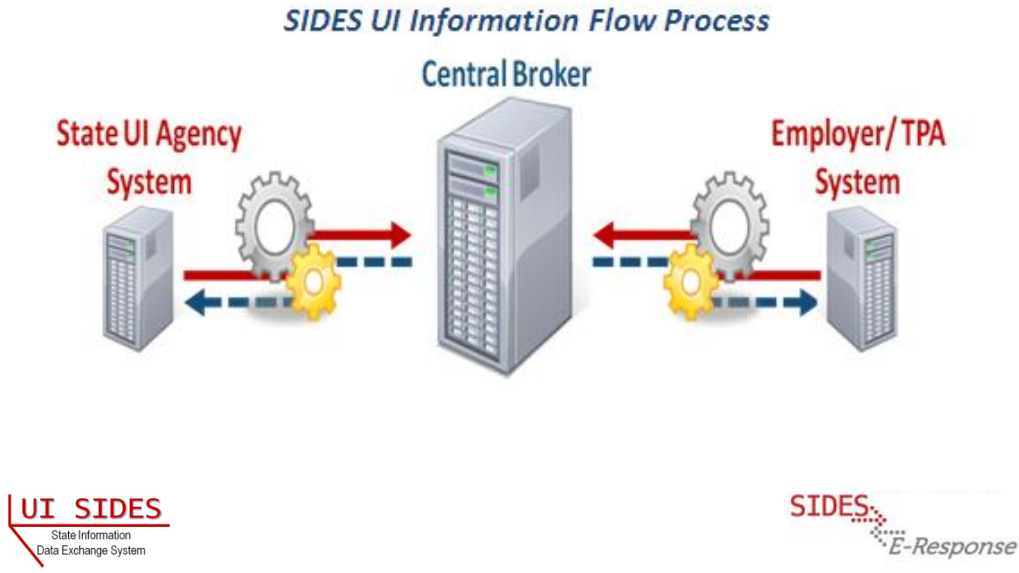 SIDES UI Information Flow Process
Central Broker
State UI Agency
System
Employer/ TPA
System
UI SIDES
State Information
Data Exchange System
SIDES
E-Response